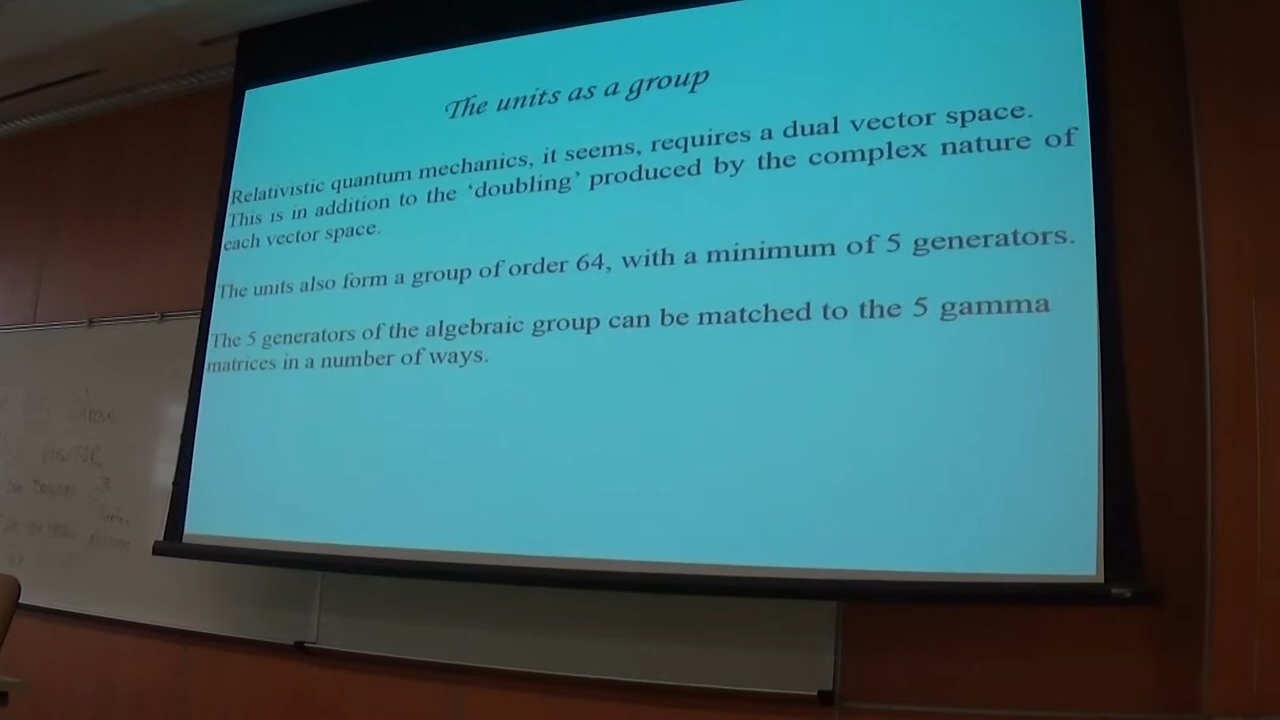 The units as a group
Relativistic quantum mechanics, it seems, requires a dual vector space.
This is in addition to the ‘doubling’ produced by the complex nature of
each vector space.
The units also form a group of order 64, with a minimum of 5 generators.
The 5 generators of the algebraic group can be matched to the 5 gamma
matrices in a number of ways.
VISITOR